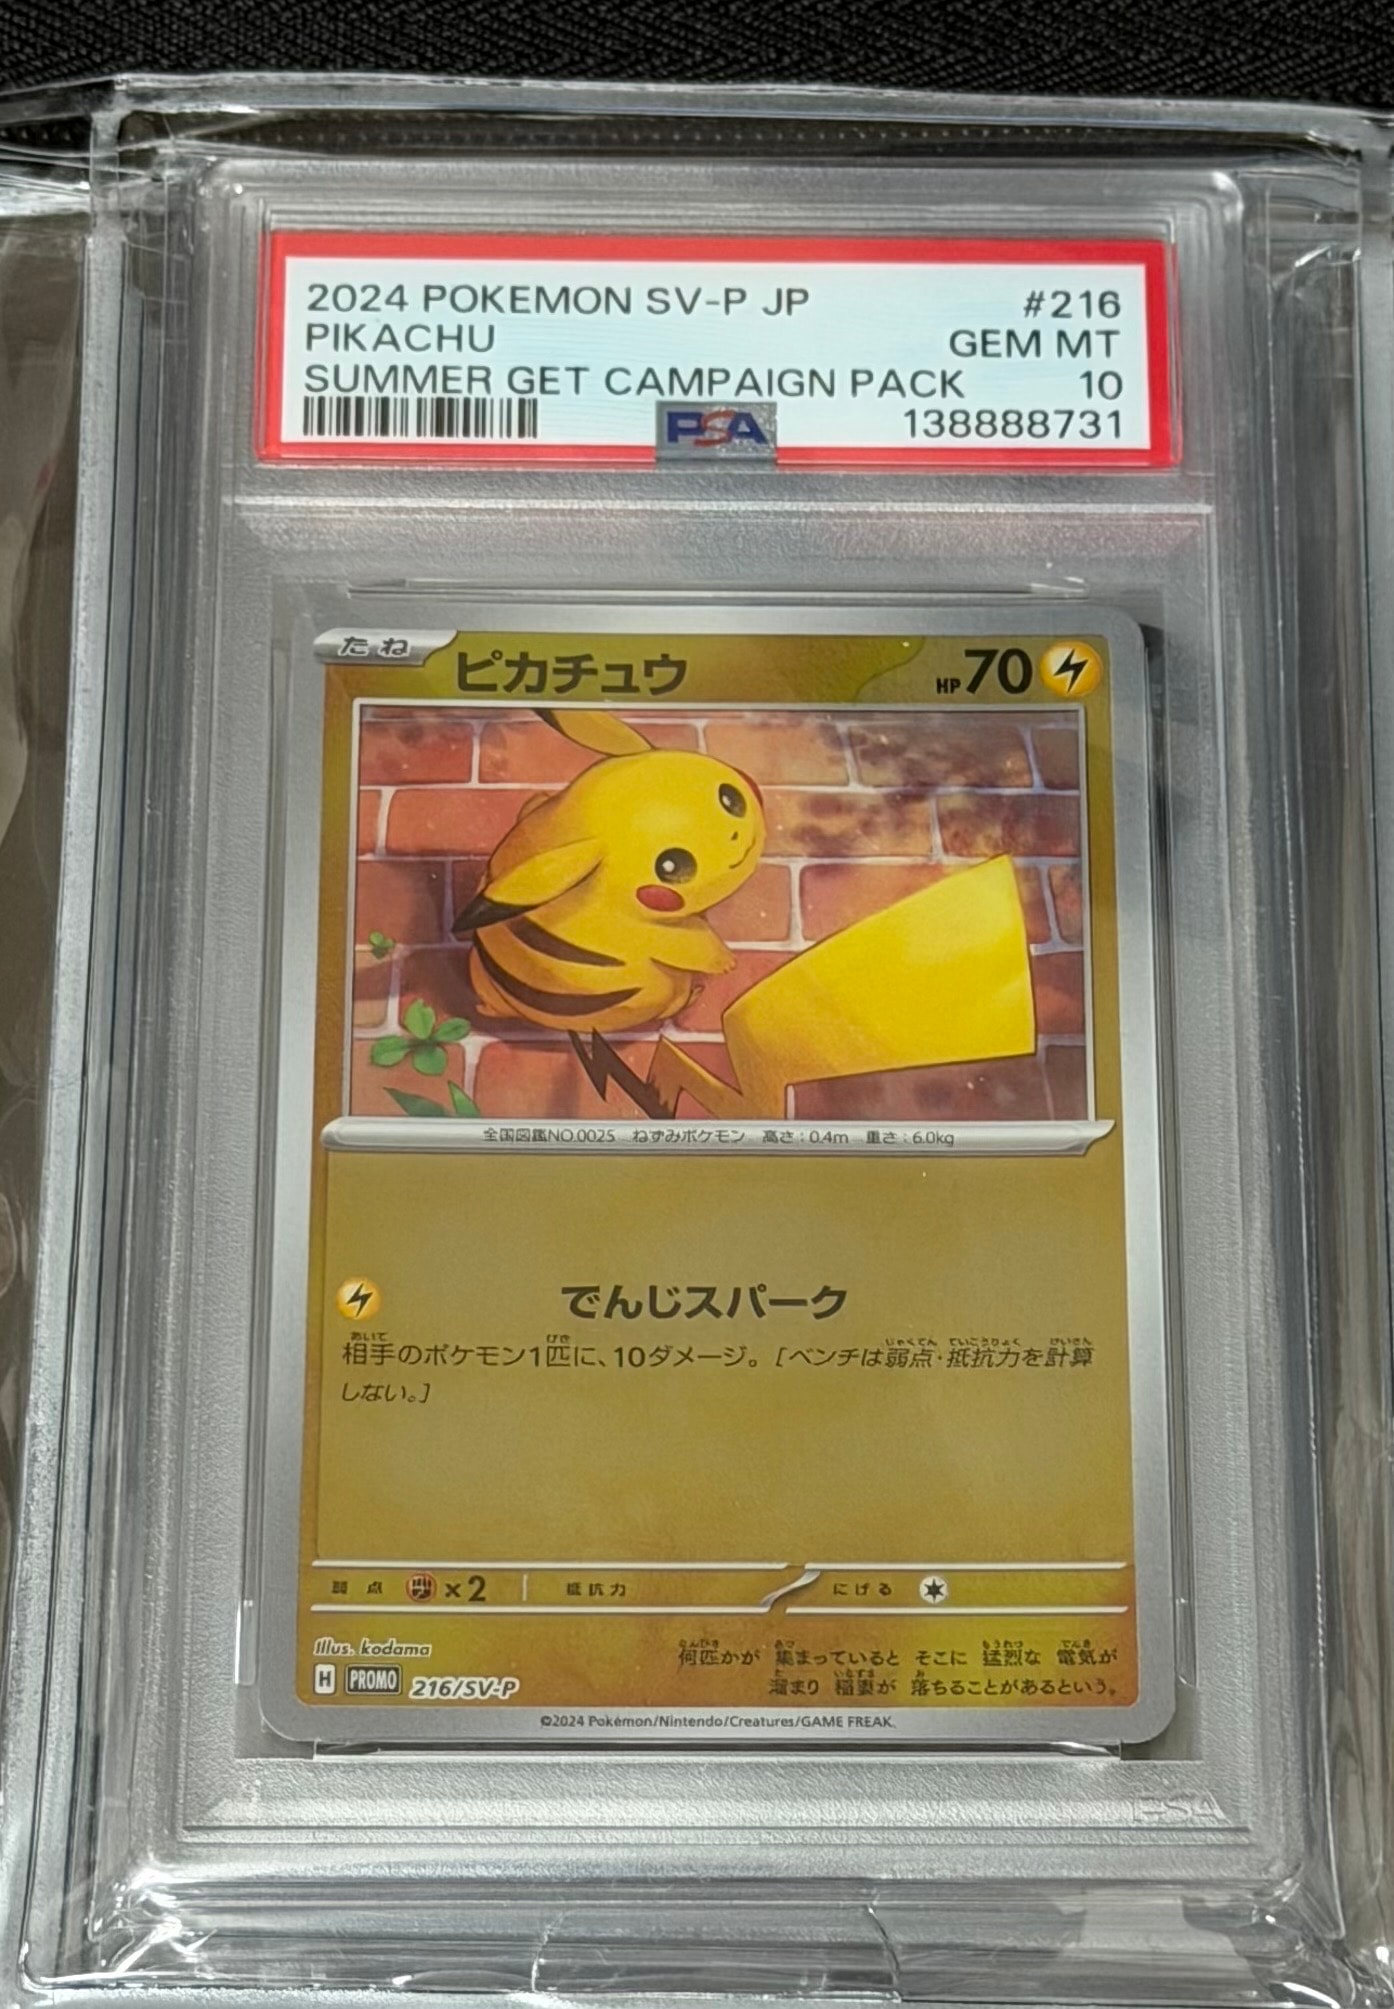 2024 POKEMON SV-P JP #216
PIKACHU GEM MT
SUMMER GET CAMPAIGN PACK 10
PSA 138888731
たね ピカチュウ HP70
全国図鑑NO.0025 ねずみポケモン 高さ:0.4m 重さ:6.0kg
でんじスパーク
相手のポケモン1匹に、10ダメージ。[ベンチは弱点・抵抗力を計算
しない。]
弱点 ×2 抵抗力 にげる
Illus. kodama
何匹かが 集まっていると そこに 猛烈な 電気が
溜まり 稲妻が 落ちることがあるという。
H PROMO 216/SV-P
©2024 Pokémon/Nintendo/Creatures/GAME FREAK.
PSA